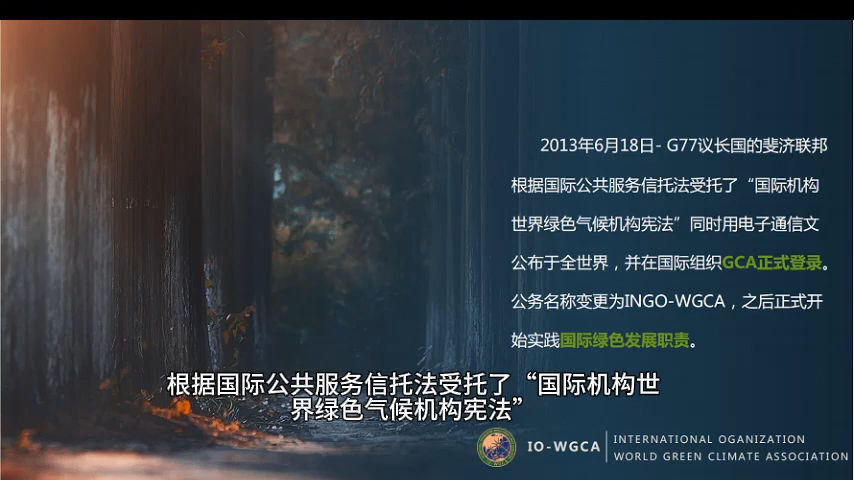 2013年6月18日- G77议长国的斐济联邦
根据国际公共服务信托法受托了“国际机构
世界绿色气候机构宪法”同时用电子通信文
公布于全世界，并在国际组织GCA正式登录。
公务名称变更为INGO-WGCA，之后正式开
始实践国际绿色发展职责。
根据国际公共服务信托法受托了“国际机构世
界绿色气候机构宪法”
IO-WGCA
INTERNATIONAL OGANIZATION
WORLD GREEN CLIMATE ASSOCIATION